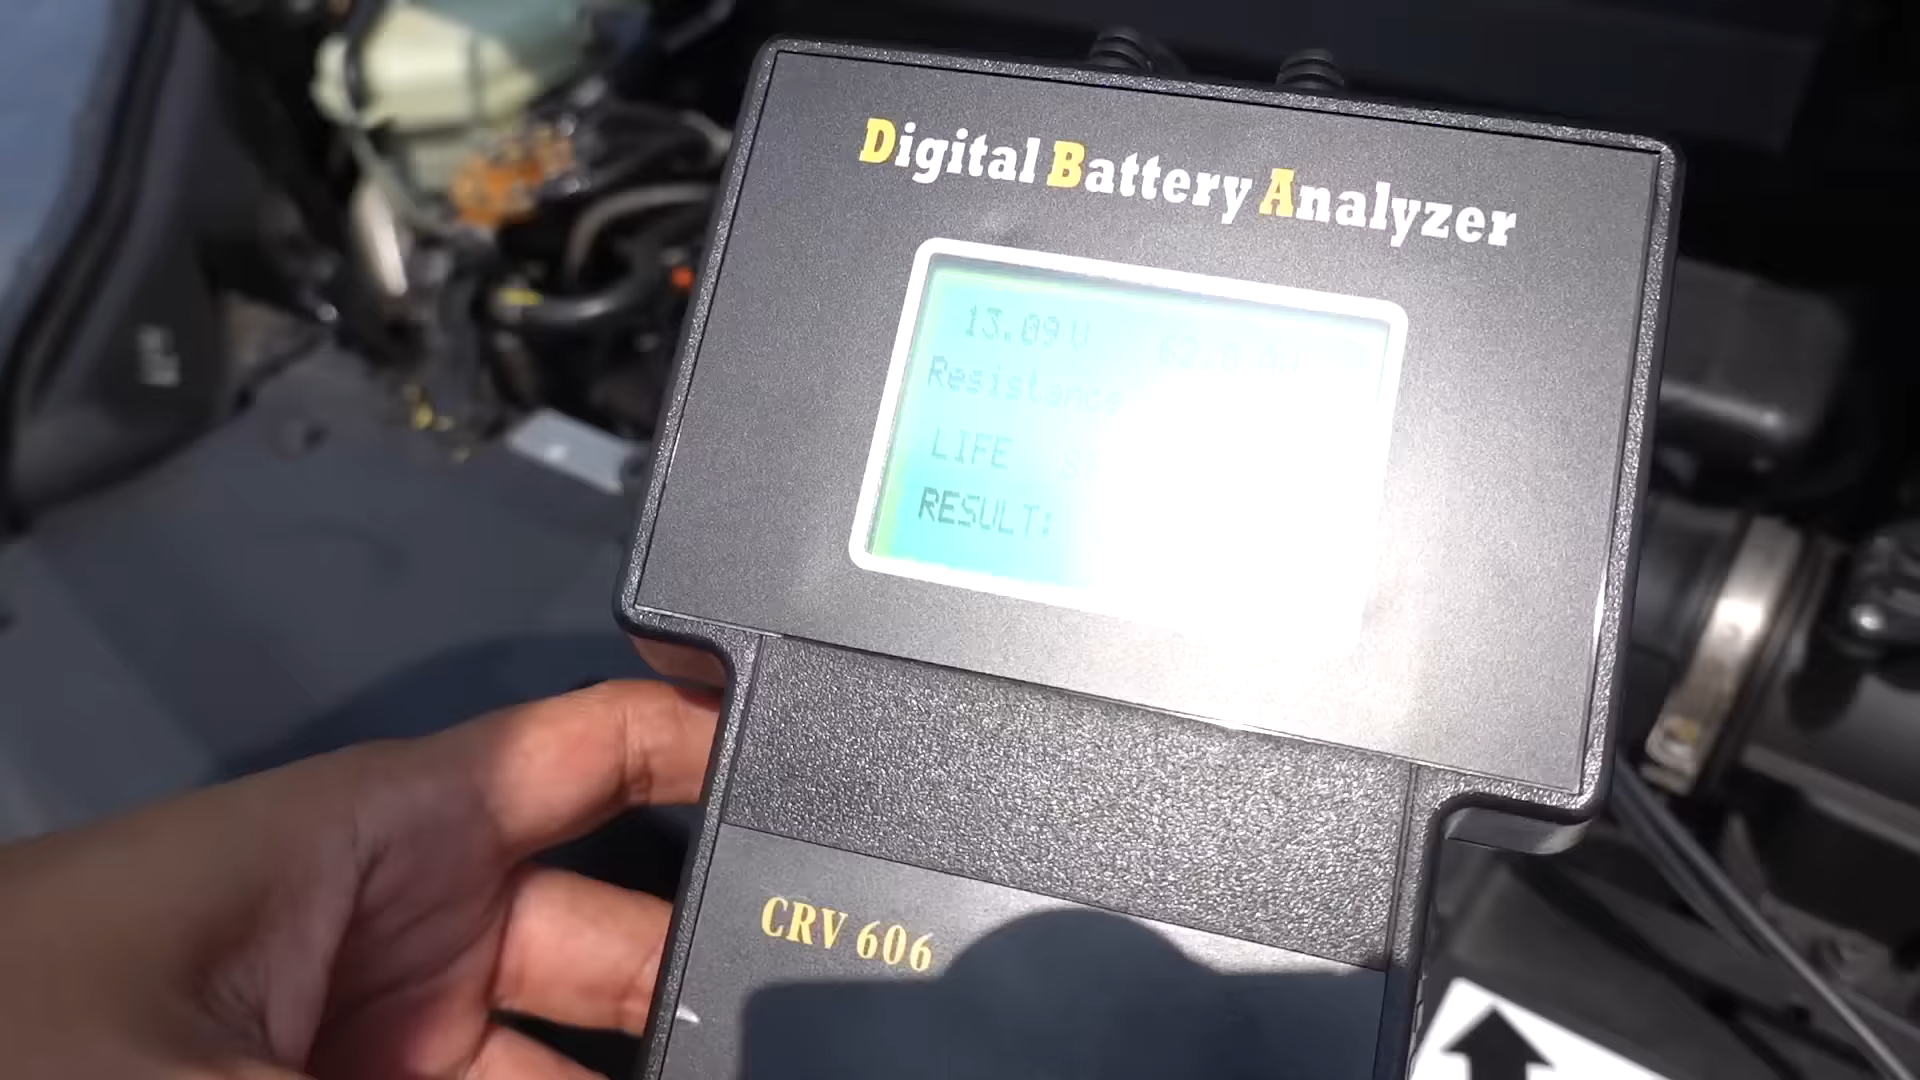 Digital Battery Analyzer
13.09 V
Resistance
LIFE
RESULT:
CRV 606